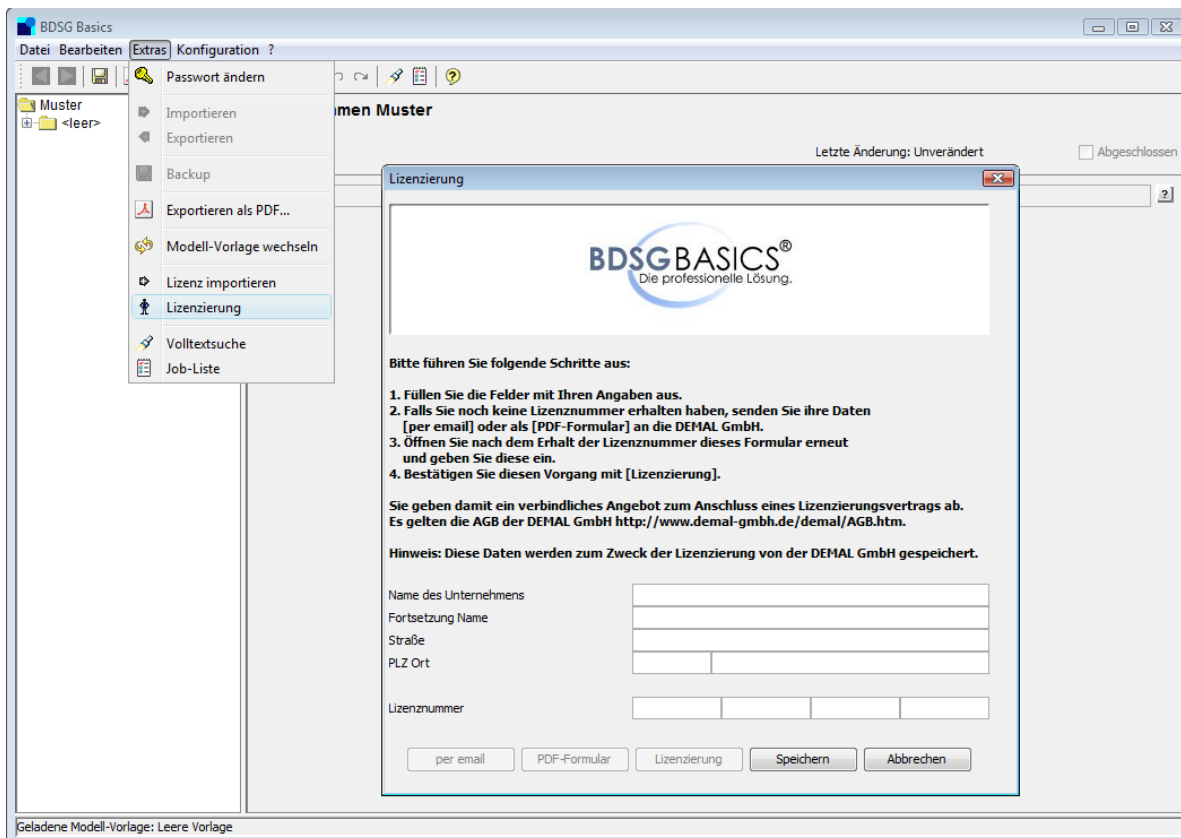 BDSG Basics
Datei Bearbeiten Extras Konfiguration ?
Passwort ändern
Importieren
Exportieren
Backup
Exportieren als PDF...
Modell-Vorlage wechseln
Lizenz importieren
Lizenzierung
Volltextsuche
Job-Liste
Muster
<leer>
men Muster
Letzte Änderung: Unverändert
Abgeschlossen
?
Lizenzierung
BDSGBASICS®
Die professionelle Lösung.
Bitte führen Sie folgende Schritte aus:
1. Füllen Sie die Felder mit Ihren Angaben aus.
2. Falls Sie noch keine Lizenznummer erhalten haben, senden Sie ihre Daten
[per email] oder als [PDF-Formular] an die DEMAL GmbH.
3. Öffnen Sie nach dem Erhalt der Lizenznummer dieses Formular erneut
und geben Sie diese ein.
4. Bestätigen Sie diesen Vorgang mit [Lizenzierung].
Sie geben damit ein verbindliches Angebot zum Anschluss eines Lizenzierungsvertrags ab.
Es gelten die AGB der DEMAL GmbH http://www.demal-gmbh.de/demal/AGB.htm.
Hinweis: Diese Daten werden zum Zweck der Lizenzierung von der DEMAL GmbH gespeichert.
Name des Unternehmens
Fortsetzung Name
Straße
PLZ Ort
Lizenznummer
per email PDF-Formular Lizenzierung Speichern Abbrechen
Geladene Modell-Vorlage: Leere Vorlage